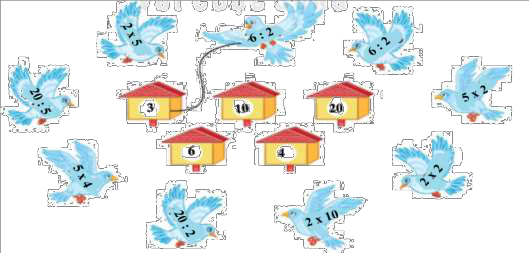 2 x 5
6 : 2
6 : 2
20 : 5
3
10
20
5 x 2
6
4
5 x 4
2 x 2
20 : 2
2 x 10